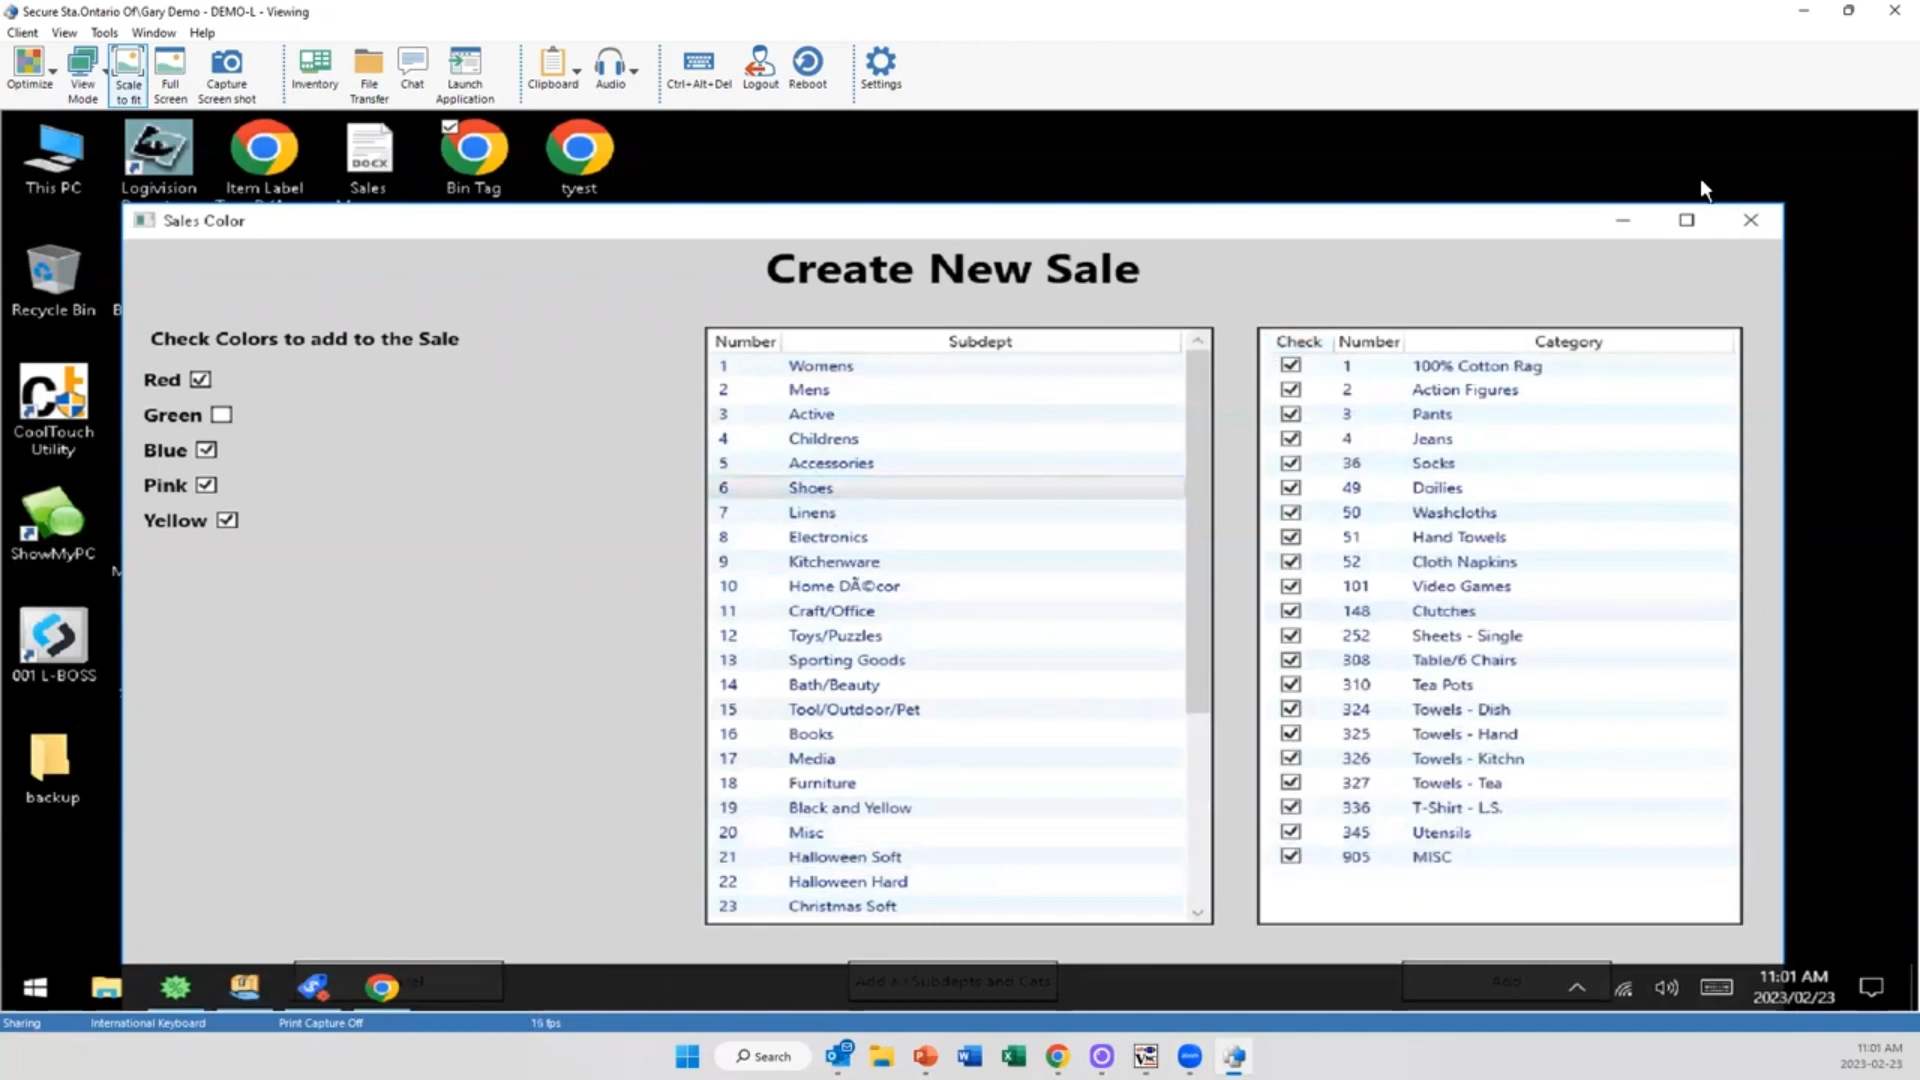 Secure Sta.Ontario Of\Gary Demo - DEMO-L - Viewing
Client View Tools Window Help
Optimize View Mode Scale to fit Full Screen Capture Screen shot Inventory File Transfer Chat Launch Application Clipboard Audio Ctrl+Alt+Del Logout Reboot Settings
This PC Logivision Item Label Sales Bin Tag tyest
DOCX
Recycle Bin
CoolTouch Utility
ShowMyPC
001 L-BOSS
backup
Sales Color
Create New Sale
Check Colors to add to the Sale
Red
Green
Blue
Pink
Yellow
Number Subdept
1 Womens
2 Mens
3 Active
4 Childrens
5 Accessories
6 Shoes
7 Linens
8 Electronics
9 Kitchenware
10 Home DÃ©cor
11 Craft/Office
12 Toys/Puzzles
13 Sporting Goods
14 Bath/Beauty
15 Tool/Outdoor/Pet
16 Books
17 Media
18 Furniture
19 Black and Yellow
20 Misc
21 Halloween Soft
22 Halloween Hard
23 Christmas Soft
Check Number Category
1 100% Cotton Rag
2 Action Figures
3 Pants
4 Jeans
36 Socks
49 Doilies
50 Washcloths
51 Hand Towels
52 Cloth Napkins
101 Video Games
148 Clutches
252 Sheets - Single
308 Table/6 Chairs
310 Tea Pots
324 Towels - Dish
325 Towels - Hand
326 Towels - Kitchn
327 Towels - Tea
336 T-Shirt - L.S.
345 Utensils
905 MISC
Subdepts and Cats
Add
11:01 AM
2023/02/23
Sharing International Keyboard Print Capture Off 16 fps
Search
11:01 AM
2023-02-23